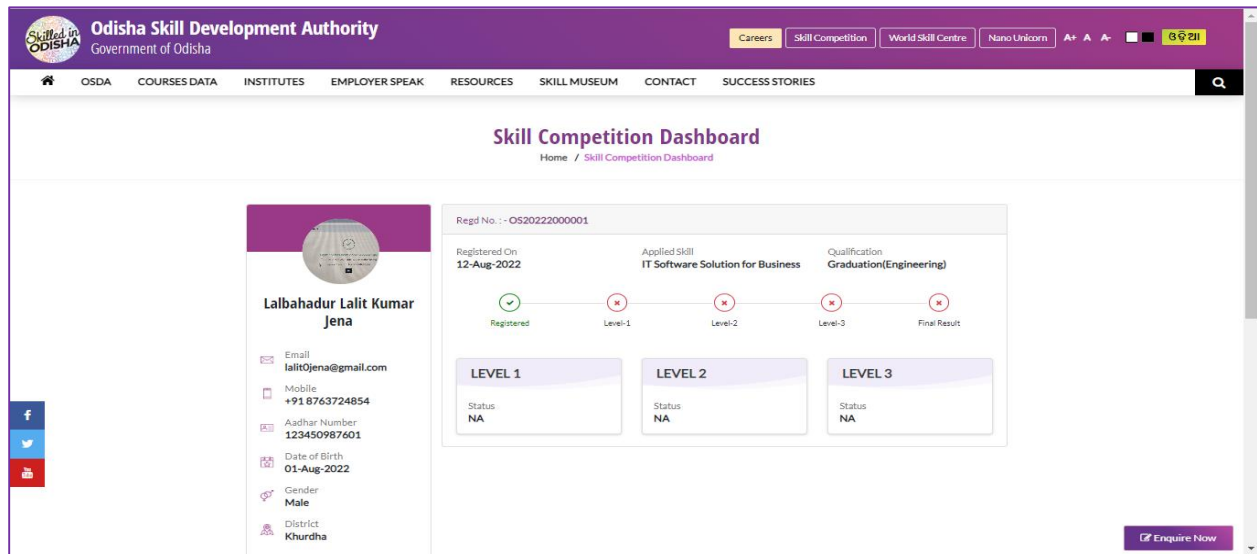 Skilled in
ODISHA
Odisha Skill Development Authority
Government of Odisha
Careers
Skill Competition
World Skill Centre
Nano Unicorn
A+ A A-
ଓଡ଼ିଆ
OSDA
COURSES DATA
INSTITUTES
EMPLOYER SPEAK
RESOURCES
SKILL MUSEUM
CONTACT
SUCCESS STORIES
Skill Competition Dashboard
Home / Skill Competition Dashboard
Lalbahadur Lalit Kumar
Jena
Email
lalit0jena@gmail.com
Mobile
+91 8763724854
Aadhar Number
123450987601
Date of Birth
01-Aug-2022
Gender
Male
District
Khurdha
Regd No. : - OS20222000001
Registered On
12-Aug-2022
Applied Skill
IT Software Solution for Business
Qualification
Graduation(Engineering)
Registered
Level-1
Level-2
Level-3
Final Result
LEVEL 1
Status
NA
LEVEL 2
Status
NA
LEVEL 3
Status
NA
Enquire Now